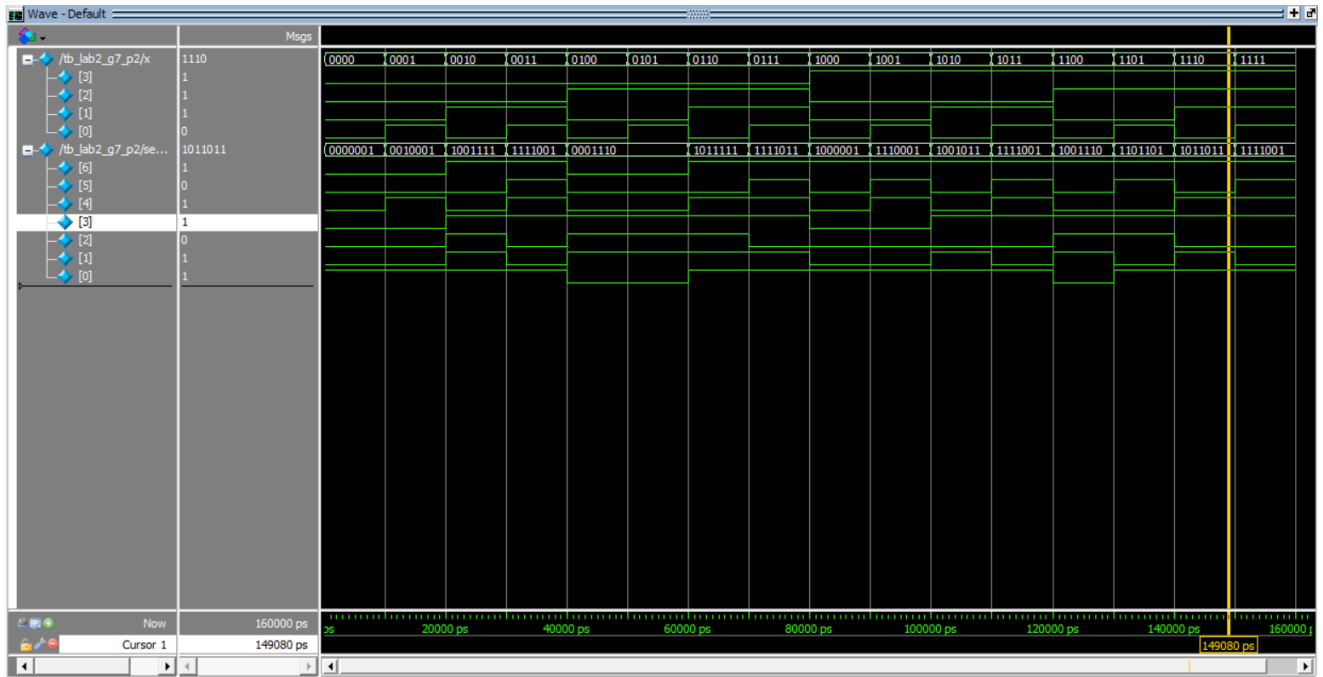 Wave - Default
Msgs
/tb_lab2_g7_p2/x 1110 0000 0001 0010 0011 0100 0101 0110 0111 1000 1001 1010 1011 1100 1101 1110 1111
[3] 1
[2] 1
[1] 1
[0] 0
/tb_lab2_g7_p2/se... 1011011 0000001 0010001 1001111 1111001 0001110 1011111 1111011 1000001 1110001 1001011 1111001 1001110 1101101 1011011 1111001
[6] 1
[5] 0
[4] 1
[3] 1
[2] 0
[1] 1
[0] 1
Now 160000 ps
ps 20000 ps 40000 ps 60000 ps 80000 ps 100000 ps 120000 ps 140000 ps 160000 p
Cursor 1 149080 ps
149080 ps